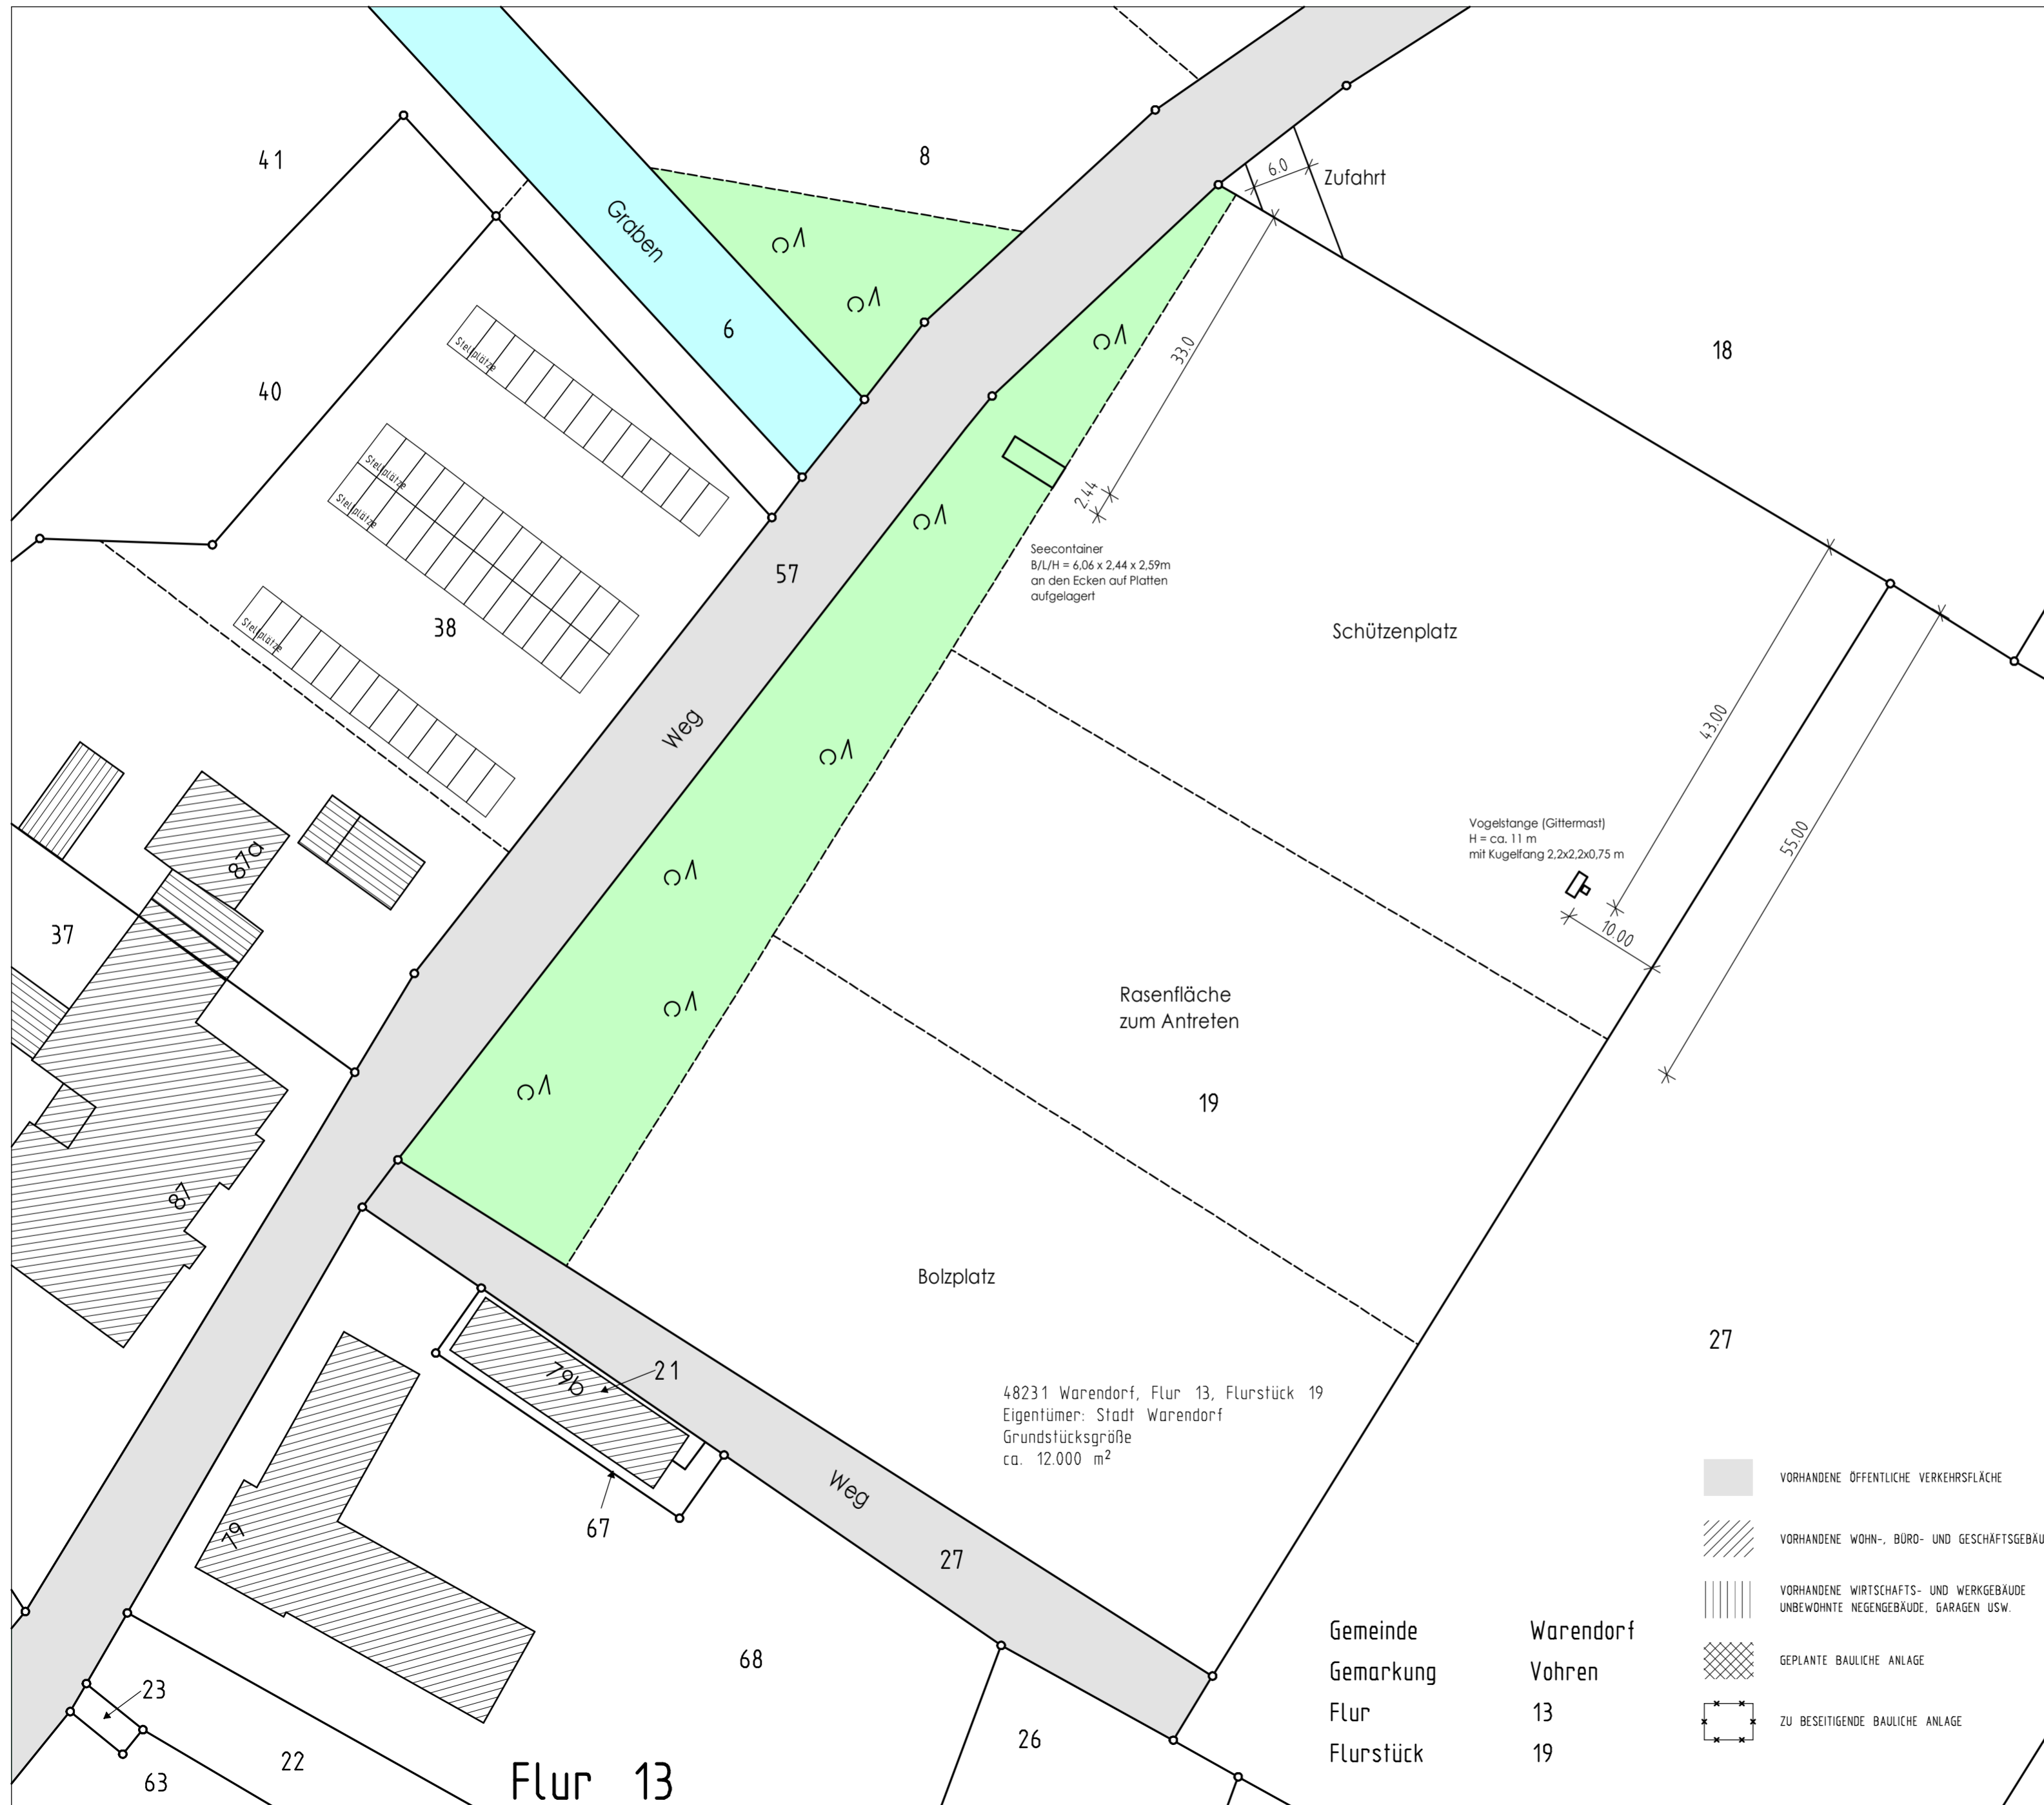 41
8
6.0
Zufahrt
Graben
6
33.0
18
40
Stellplätze
Stellplätze
Stellplätze
2.44
Seecontainer
B/L/H = 6,06 x 2,44 x 2,59m
an den Ecken auf Platten
aufgelagert
57
38
Stellplätze
Schützenplatz
Weg
43.00
55.00
Vogelstange (Gittermast)
H = ca. 11 m
mit Kugelfang 2,2x2,2x0,75 m
10.00
87a
37
Rasenfläche
zum Antreten
19
87
Bolzplatz
27
79b
21
48231 Warendorf, Flur 13, Flurstück 19
Eigentümer: Stadt Warendorf
Grundstücksgröße
ca. 12.000 m²
Weg
67
79
27
68
VORHANDENE ÖFFENTLICHE VERKEHRSFLÄCHE
VORHANDENE WOHN-, BÜRO- UND GESCHÄFTSGEBÄU
VORHANDENE WIRTSCHAFTS- UND WERKGEBÄUDE
UNBEWOHNTE NEGENGEBÄUDE, GARAGEN USW.
GEPLANTE BAULICHE ANLAGE
ZU BESEITIGENDE BAULICHE ANLAGE
Gemeinde Warendorf
Gemarkung Vohren
Flur 13
Flurstück 19
23
26
22
63
Flur 13